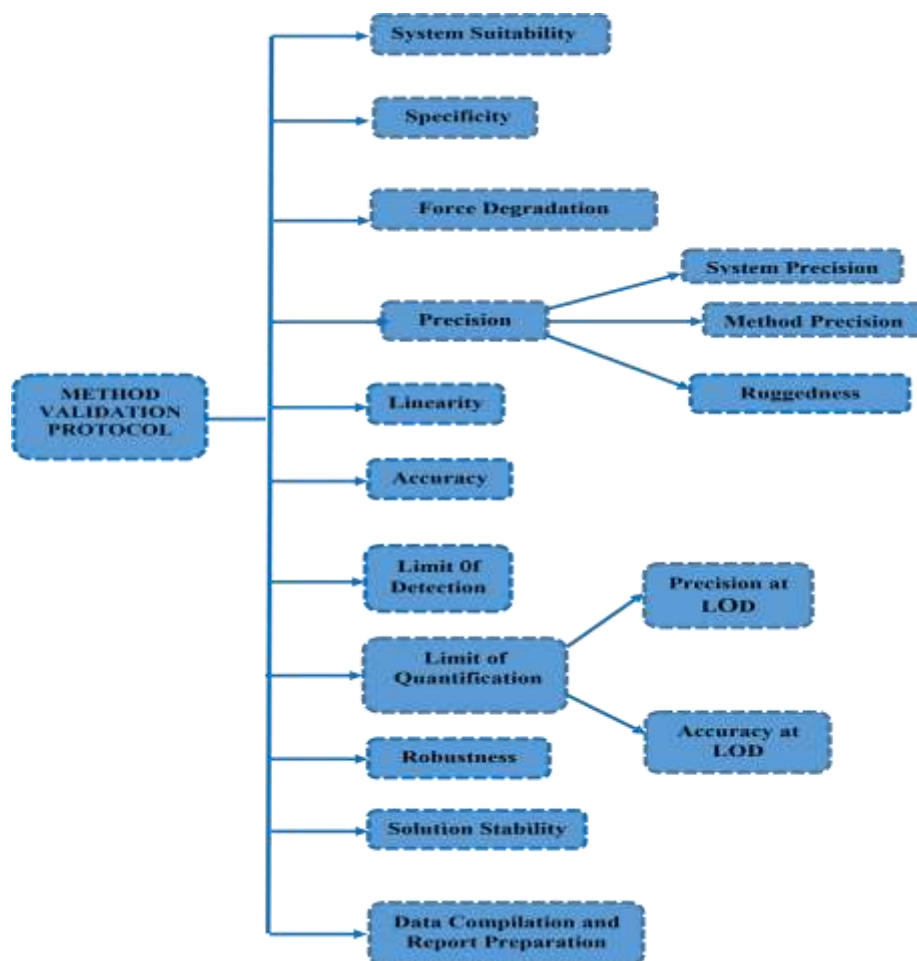 System Suitability
Specificity
Force Degradation
System Precision
Precision
Method Precision
Ruggedness
METHOD
VALIDATION
PROTOCOL
Linearity
Accuracy
Limit 0f
Detection
Precision at
LOD
Limit of
Quantification
Accuracy at
LOD
Robustness
Solution Stability
Data Compilation and
Report Preparation